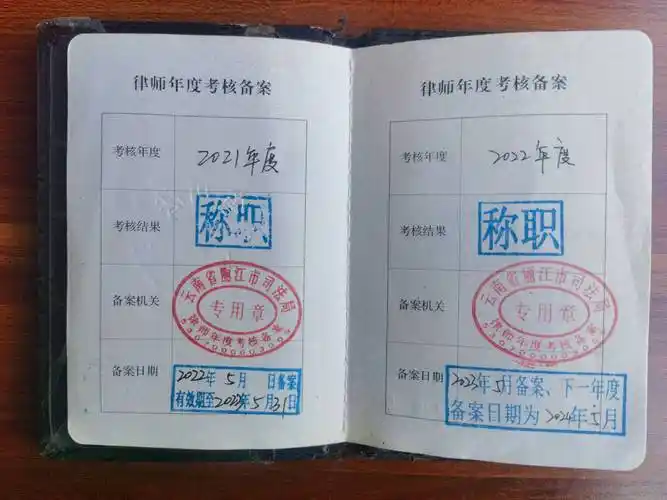 律师年度考核备案
考核年度
2021年度
考核结果
称职
备案机关
云南省丽江市司法局
专用章
律师年度考核备案
备案日期
2022年5月 日备案
有效期至2023年5月31日
律师年度考核备案
考核年度
2022年度
考核结果
称职
备案机关
云南省丽江市司法局
专用章
律师年度考核备案
备案日期
2023年5月备案、下一年度
备案日期为2024年5月